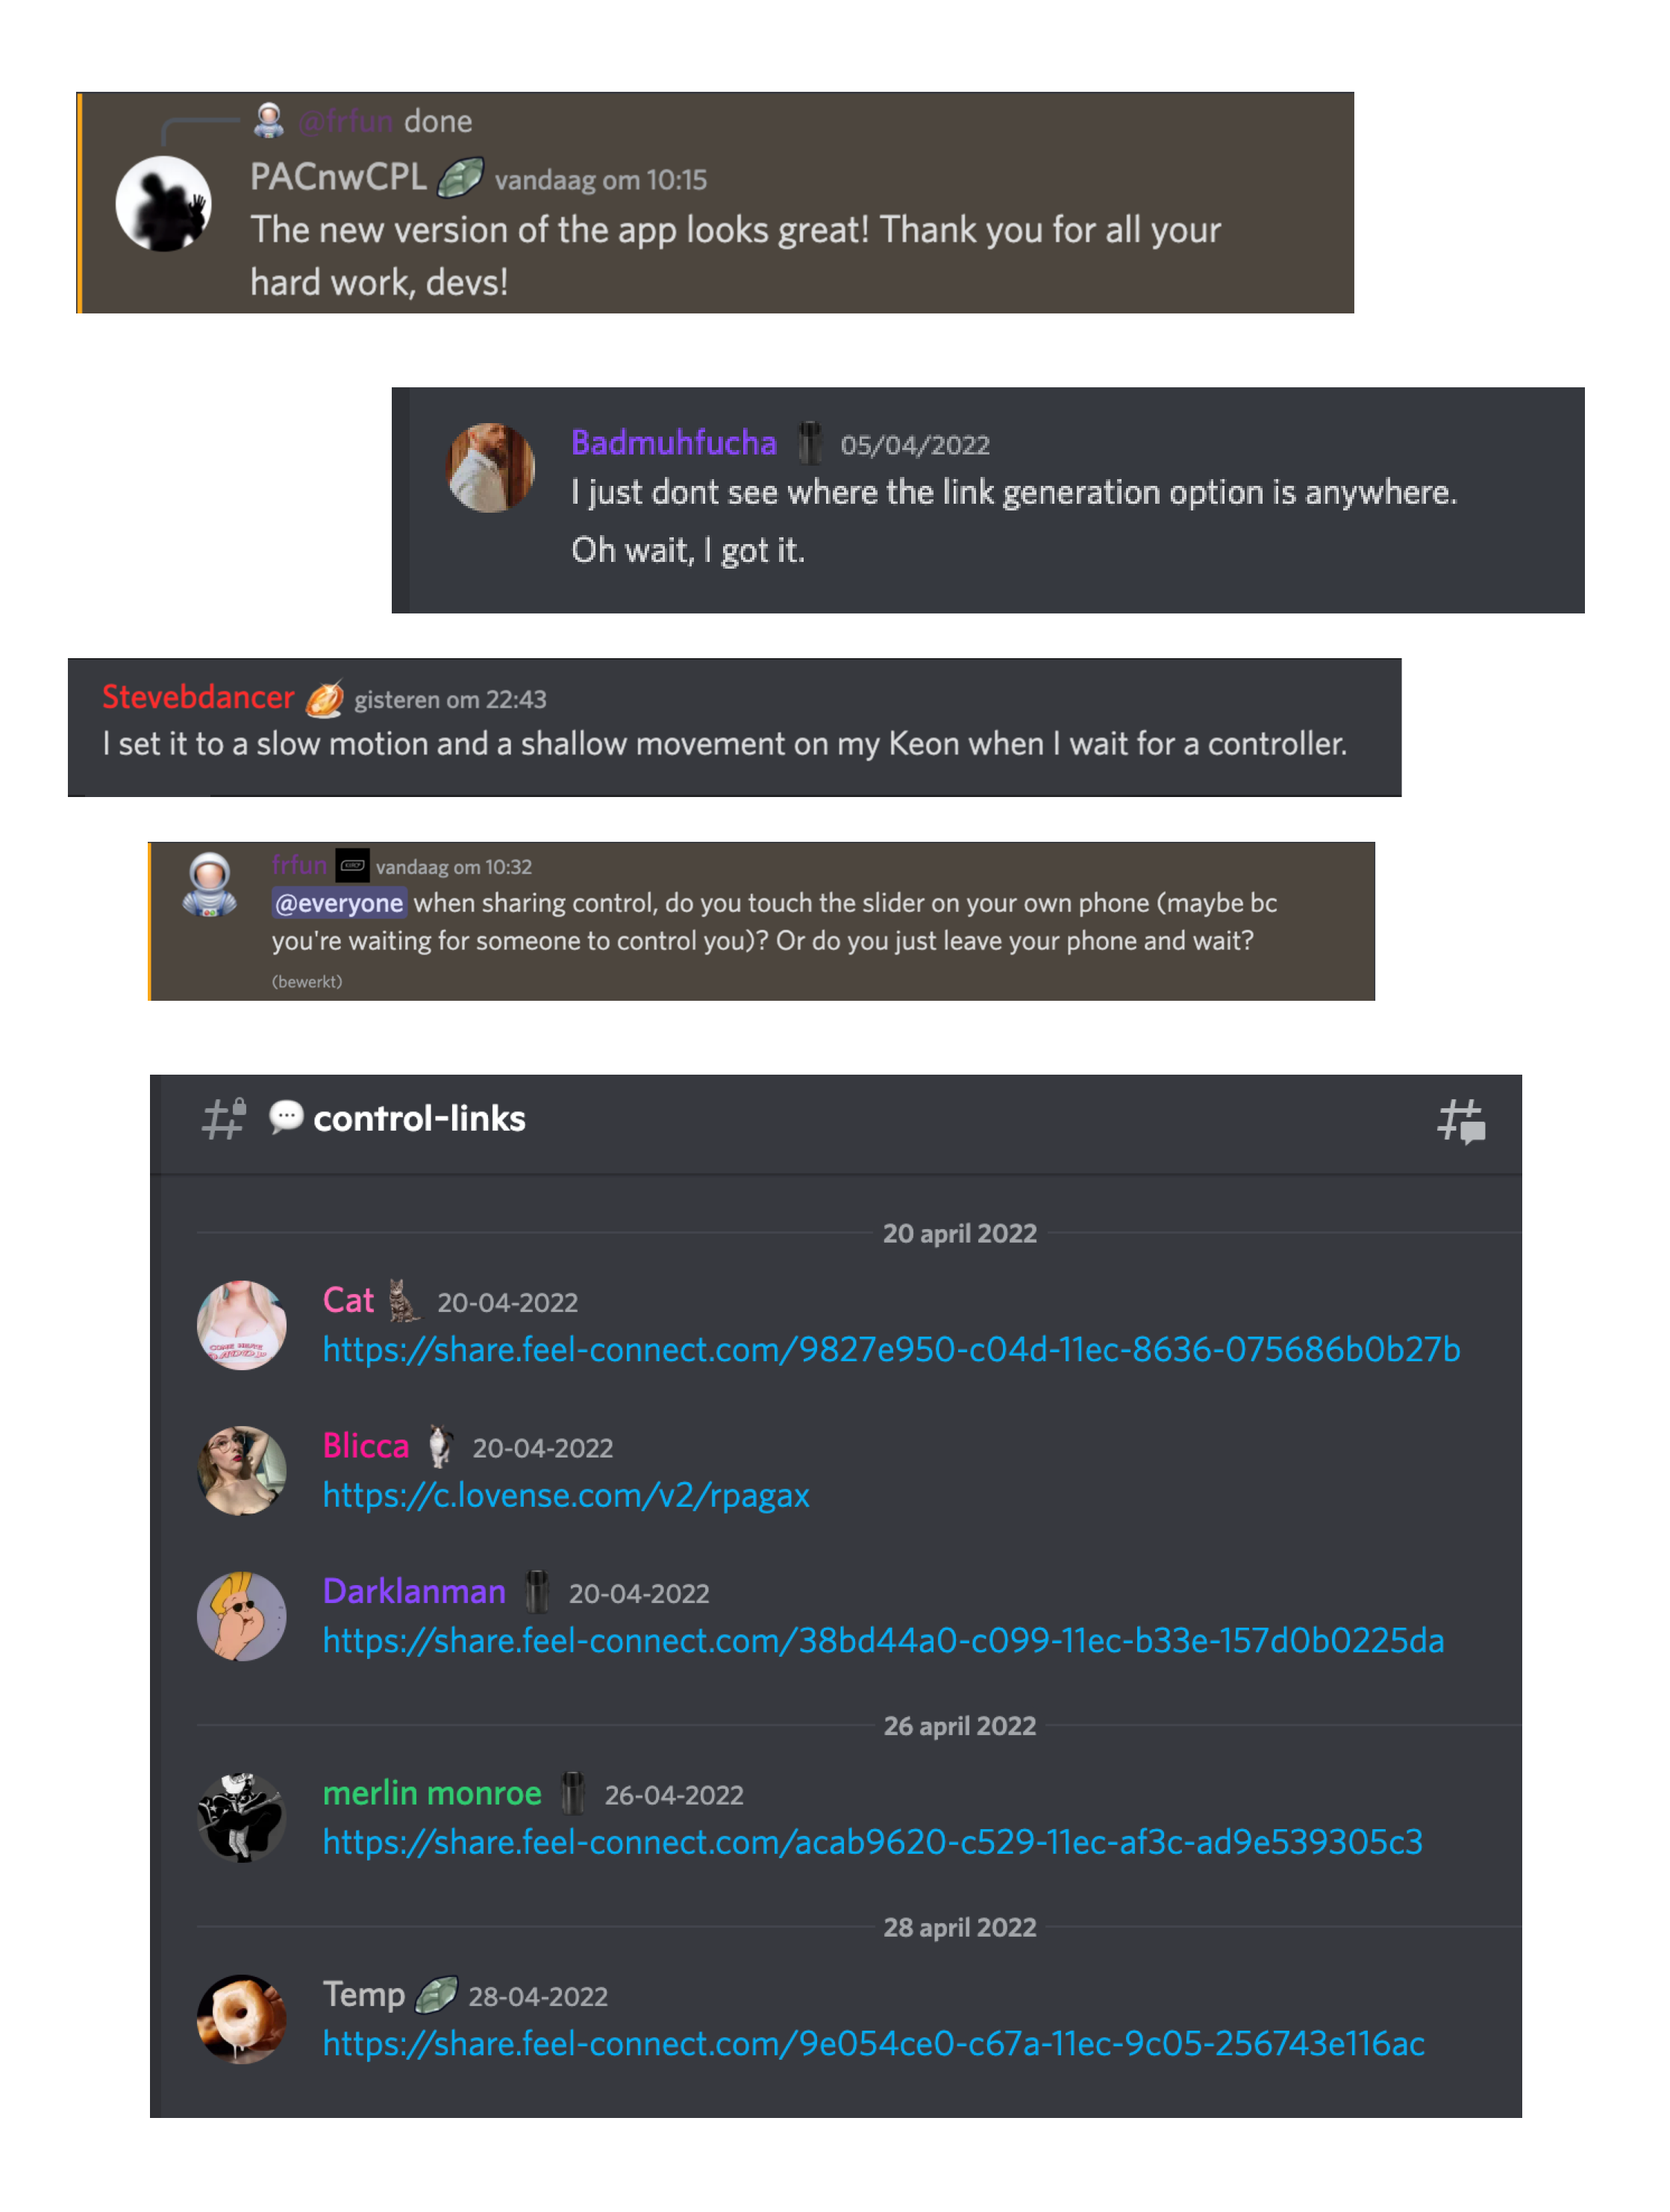 @frfun done
PACnwCPL vandaag om 10:15
The new version of the app looks great! Thank you for all your
hard work, devs!
Badmuhfucha 05/04/2022
I just dont see where the link generation option is anywhere.
Oh wait, I got it.
Stevebdancer gisteren om 22:43
I set it to a slow motion and a shallow movement on my Keon when I wait for a controller.
frfun vandaag om 10:32
@everyone when sharing control, do you touch the slider on your own phone (maybe bc
you're waiting for someone to control you)? Or do you just leave your phone and wait?
(bewerkt)
control-links
20 april 2022
Cat 20-04-2022
https://share.feel-connect.com/9827e950-c04d-11ec-8636-075686b0b27b
Blicca 20-04-2022
https://c.lovense.com/v2/rpagax
Darklanman 20-04-2022
https://share.feel-connect.com/38bd44a0-c099-11ec-b33e-157d0b0225da
26 april 2022
merlin monroe 26-04-2022
https://share.feel-connect.com/acab9620-c529-11ec-af3c-ad9e539305c3
28 april 2022
Temp 28-04-2022
https://share.feel-connect.com/9e054ce0-c67a-11ec-9c05-256743e116ac